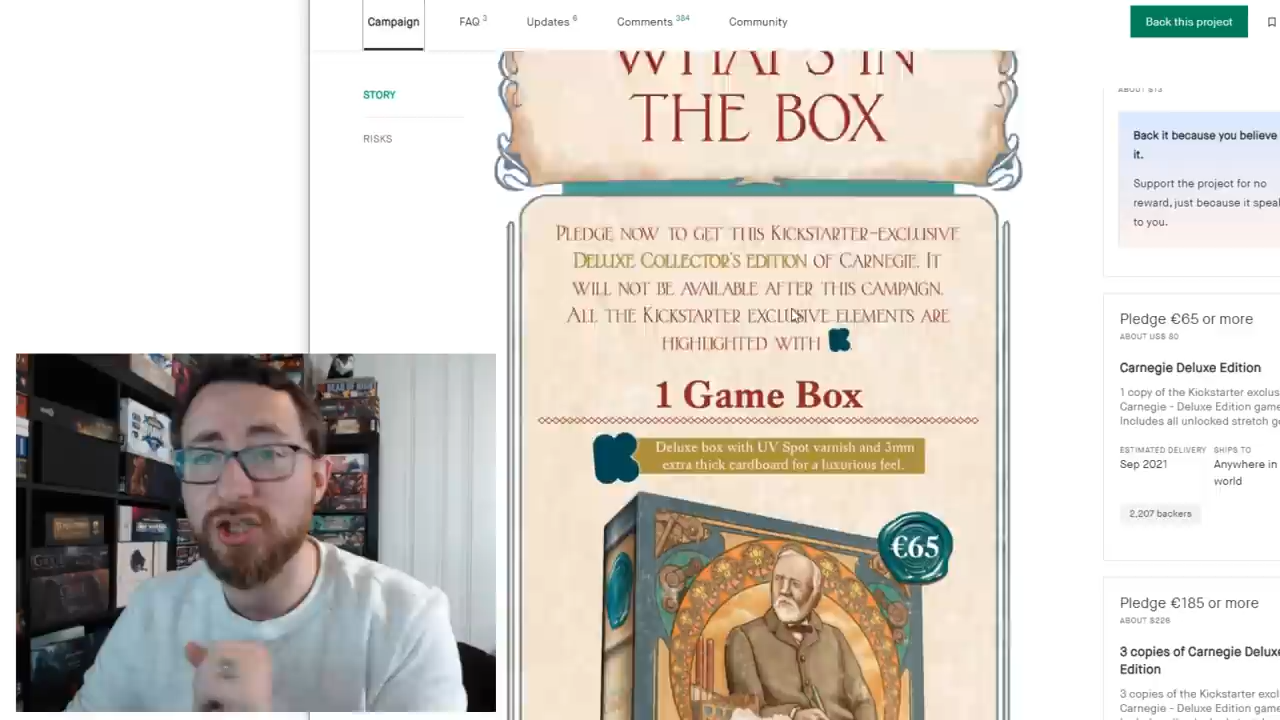 Campaign
FAQ 3
Updates 6
Comments 384
Community
Back this project
STORY
RISKS
WHAT'S IN
THE BOX
PLEDGE NOW TO GET THIS KICKSTARTER-EXCLUSIVE
DELUXE COLLECTOR'S EDITION OF CARNEGIE. IT
WILL NOT BE AVAILABLE AFTER THIS CAMPAIGN.
ALL THE KICKSTARTER EXCLUSIVE ELEMENTS ARE
HIGHLIGHTED WITH
1 Game Box
Deluxe box with UV Spot varnish and 3mm
extra thick cardboard for a luxurious feel.
€65
ABOUT $13
Back it because you believe
it.
Support the project for no
reward, just because it speal
to you.
Pledge €65 or more
ABOUT US$ 80
Carnegie Deluxe Edition
1 copy of the Kickstarter exclus
Carnegie - Deluxe Edition game
Includes all unlocked stretch go
ESTIMATED DELIVERY
Sep 2021
SHIPS TO
Anywhere in
world
2,207 backers
Pledge €185 or more
ABOUT $226
3 copies of Carnegie Deluxe
Edition
3 copies of the Kickstarter exclu
Carnegie - Deluxe Edition game